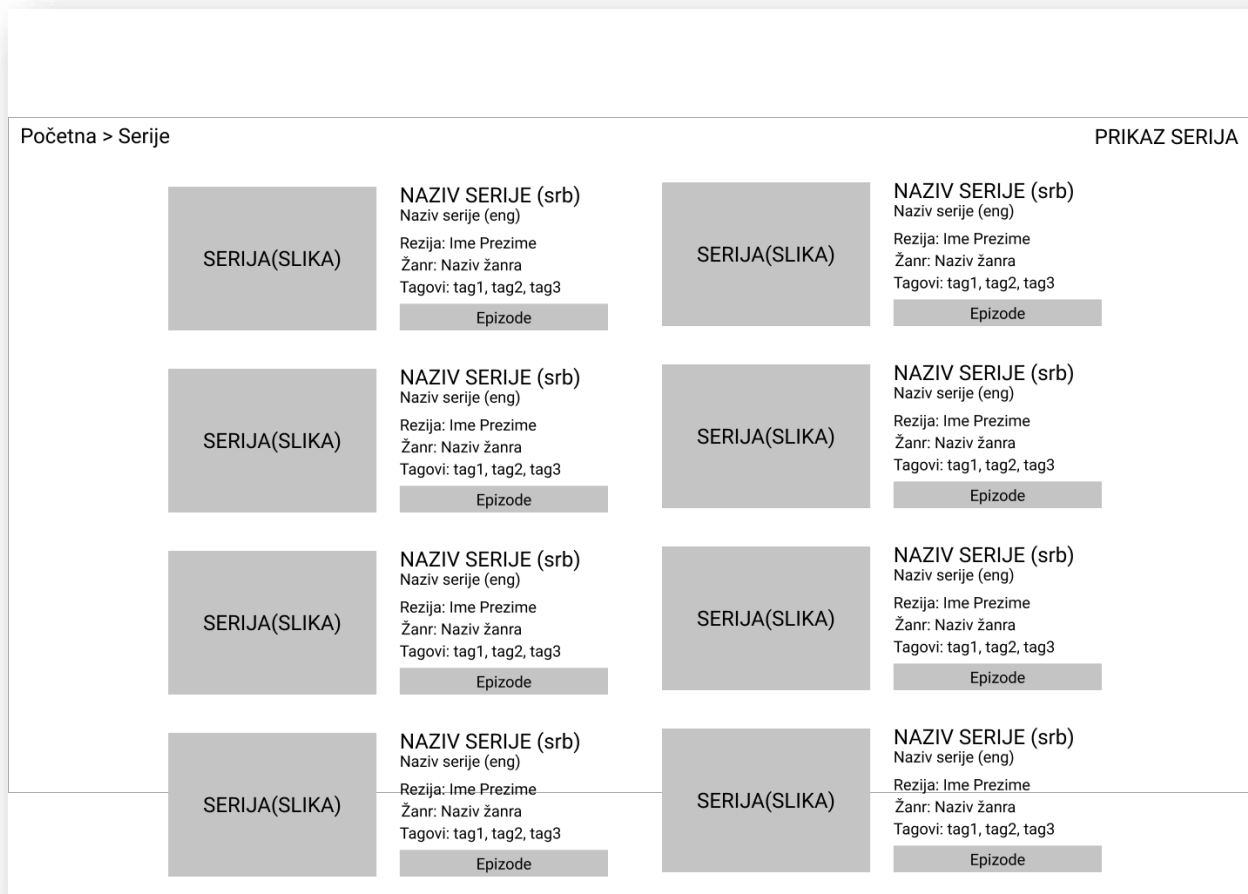 Početna > Serije
PRIKAZ SERIJA
SERIJA(SLIKA)
NAZIV SERIJE (srb)
Naziv serije (eng)
Rezija: Ime Prezime
Žanr: Naziv žanra
Tagovi: tag1, tag2, tag3
Epizode
SERIJA(SLIKA)
NAZIV SERIJE (srb)
Naziv serije (eng)
Rezija: Ime Prezime
Žanr: Naziv žanra
Tagovi: tag1, tag2, tag3
Epizode
SERIJA(SLIKA)
NAZIV SERIJE (srb)
Naziv serije (eng)
Rezija: Ime Prezime
Žanr: Naziv žanra
Tagovi: tag1, tag2, tag3
Epizode
SERIJA(SLIKA)
NAZIV SERIJE (srb)
Naziv serije (eng)
Rezija: Ime Prezime
Žanr: Naziv žanra
Tagovi: tag1, tag2, tag3
Epizode
SERIJA(SLIKA)
NAZIV SERIJE (srb)
Naziv serije (eng)
Rezija: Ime Prezime
Žanr: Naziv žanra
Tagovi: tag1, tag2, tag3
Epizode
SERIJA(SLIKA)
NAZIV SERIJE (srb)
Naziv serije (eng)
Rezija: Ime Prezime
Žanr: Naziv žanra
Tagovi: tag1, tag2, tag3
Epizode
SERIJA(SLIKA)
NAZIV SERIJE (srb)
Naziv serije (eng)
Rezija: Ime Prezime
Žanr: Naziv žanra
Tagovi: tag1, tag2, tag3
Epizode
SERIJA(SLIKA)
NAZIV SERIJE (srb)
Naziv serije (eng)
Rezija: Ime Prezime
Žanr: Naziv žanra
Tagovi: tag1, tag2, tag3
Epizode